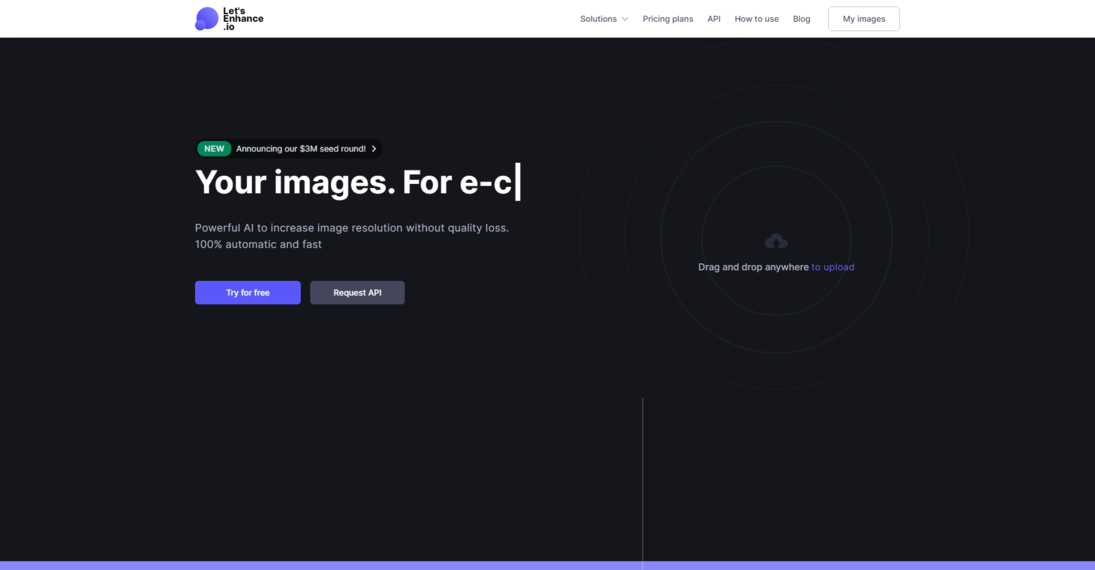 Let's
Enhance
.io
Solutions
Pricing plans
API
How to use
Blog
My images
NEW Announcing our $3M seed round!
Your images. For e-c
Powerful AI to increase image resolution without quality loss.
100% automatic and fast
Try for free
Request API
Drag and drop anywhere to upload